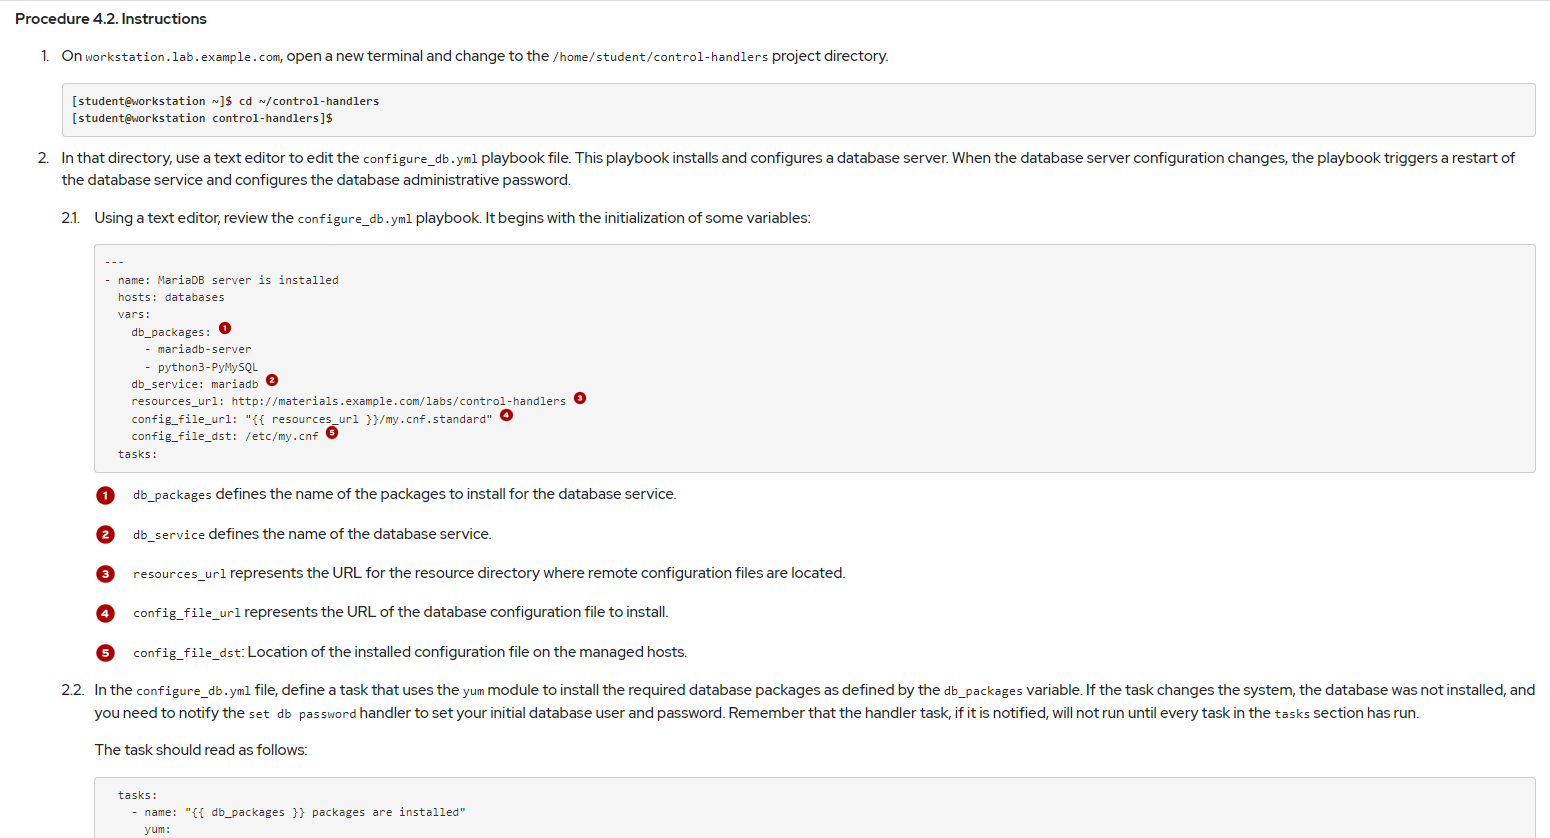 Procedure 4.2. Instructions
1. On workstation.lab.example.com, open a new terminal and change to the /home/student/control-handlers project directory.
[student@workstation ~]$ cd ~/control-handlers
[student@workstation control-handlers]$
2. In that directory, use a text editor to edit the configure_db.yml playbook file. This playbook installs and configures a database server. When the database server configuration changes, the playbook triggers a restart of
the database service and configures the database administrative password.
2.1. Using a text editor, review the configure_db.yml playbook. It begins with the initialization of some variables:
---
- name: MariaDB server is installed
  hosts: databases
  vars:
    db_packages: 1
      - mariadb-server
      - python3-PyMySQL
    db_service: mariadb 2
    resources_url: http://materials.example.com/labs/control-handlers 3
    config_file_url: "{{ resources_url }}/my.cnf.standard" 4
    config_file_dst: /etc/my.cnf 5
  tasks:
1 db_packages defines the name of the packages to install for the database service.
2 db_service defines the name of the database service.
3 resources_url represents the URL for the resource directory where remote configuration files are located.
4 config_file_url represents the URL of the database configuration file to install.
5 config_file_dst: Location of the installed configuration file on the managed hosts.
2.2. In the configure_db.yml file, define a task that uses the yum module to install the required database packages as defined by the db_packages variable. If the task changes the system, the database was not installed, and
you need to notify the set db password handler to set your initial database user and password. Remember that the handler task, if it is notified, will not run until every task in the tasks section has run.
The task should read as follows:
  tasks:
    - name: "{{ db_packages }} packages are installed"
      yum: